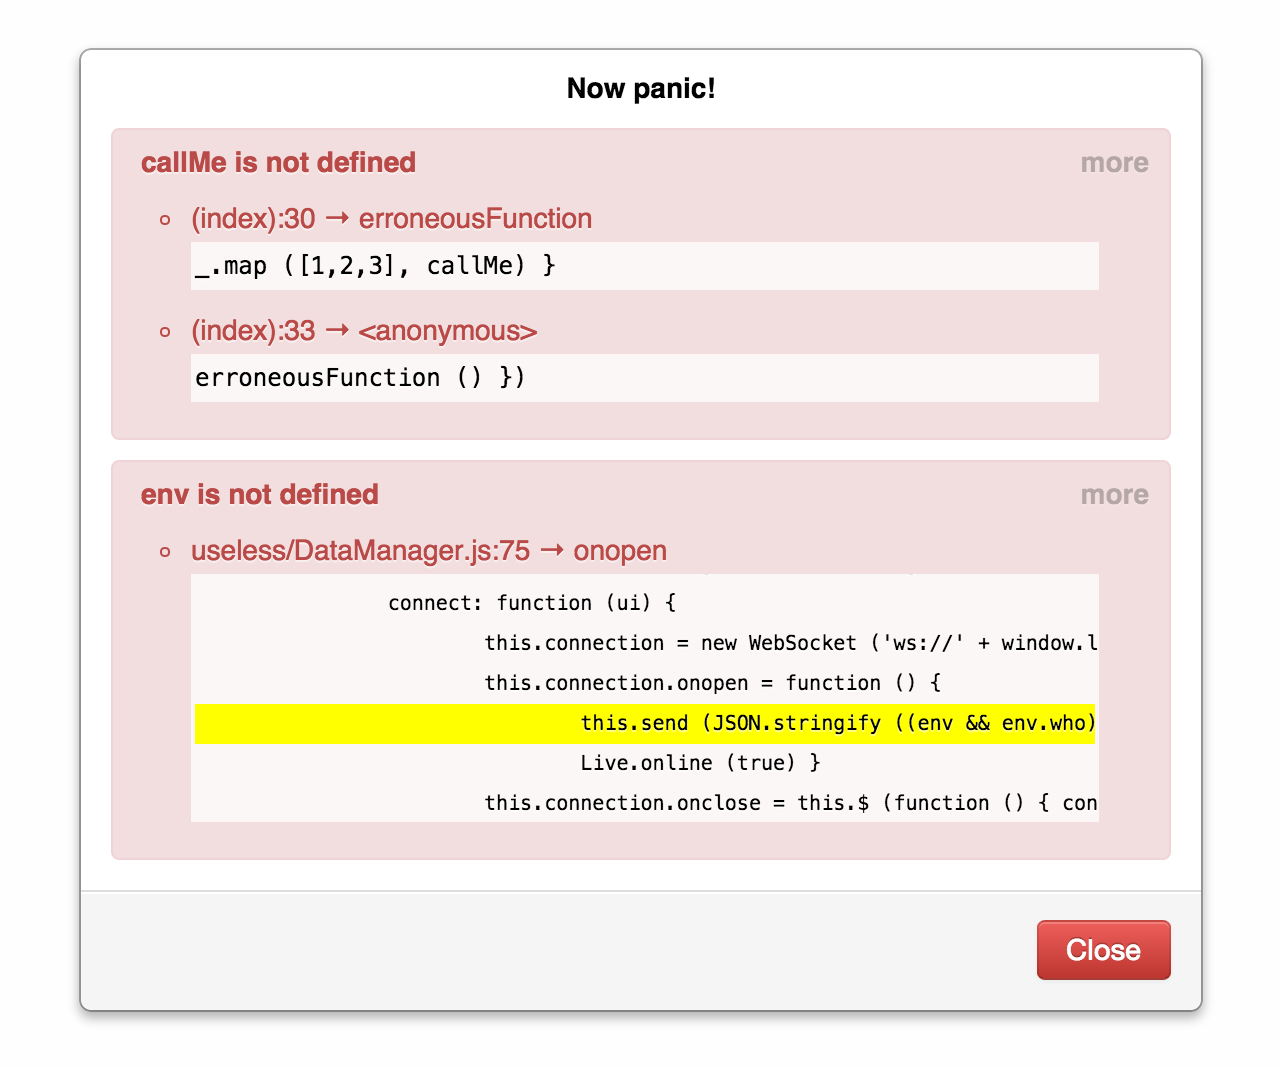 Now panic!
callMe is not defined more
(index):30 → erroneousFunction
_.map ([1,2,3], callMe) }
(index):33 → <anonymous>
erroneousFunction () })
env is not defined more
useless/DataManager.js:75 → onopen
connect: function (ui) {
this.connection = new WebSocket ('ws://' + window.l
this.connection.onopen = function () {
this.send (JSON.stringify ((env && env.who)
Live.online (true) }
this.connection.onclose = this.$ (function () { con
Close